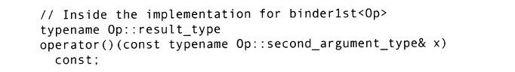 // Inside the implementation for binder1st<Op>
typename Op::result_type
operator()(const typename Op::second_argument_type& x)
const;